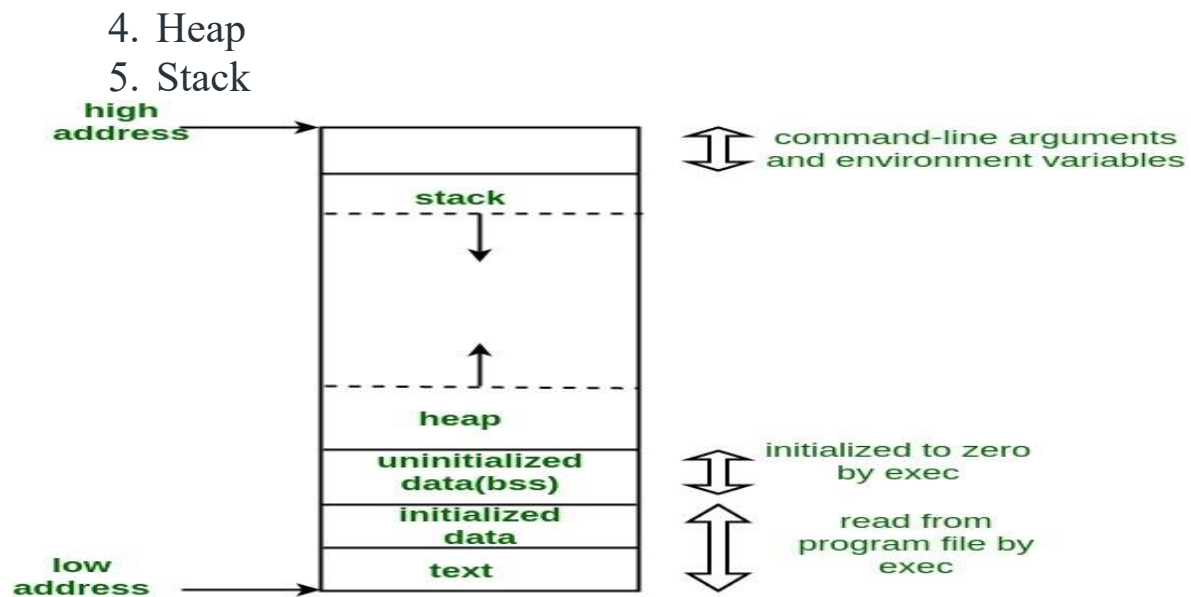 4. Heap
5. Stack
high
address
command-line arguments
and environment variables
stack
heap
uninitialized
data(bss)
initialized to zero
by exec
initialized
data
read from
program file by
exec
text
low
address